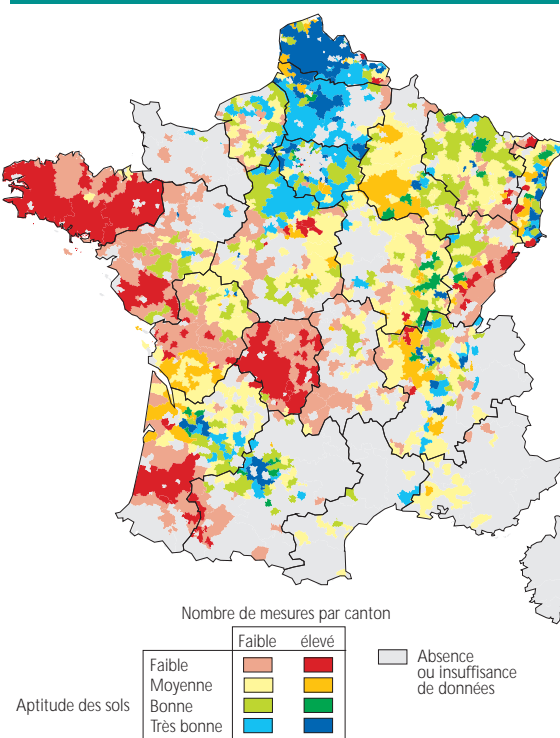 Nombre de mesures par canton
Faible élevé
Faible
Moyenne
Aptitude des sols Bonne
Très bonne
Absence
ou insuffisance
de données